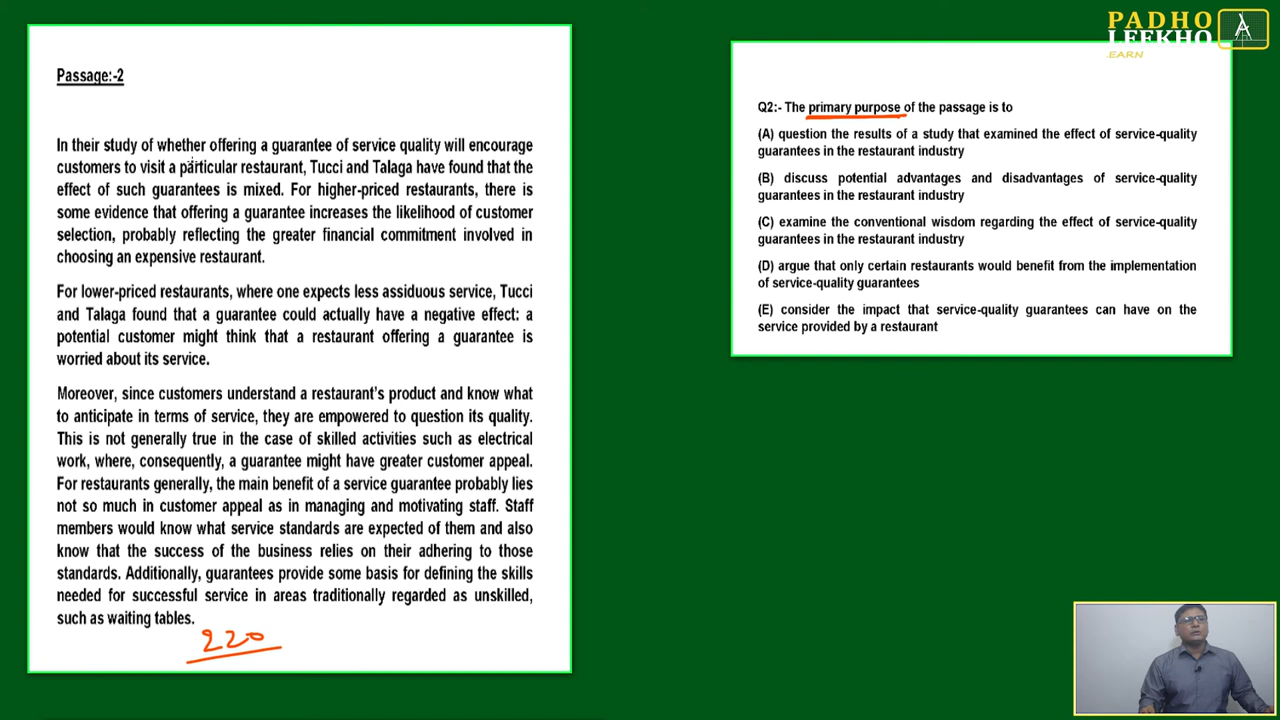 PADHO
LEEKHO
.EARN
Passage:-2
In their study of whether offering a guarantee of service quality will encourage
customers to visit a particular restaurant, Tucci and Talaga have found that the
effect of such guarantees is mixed. For higher-priced restaurants, there is
some evidence that offering a guarantee increases the likelihood of customer
selection, probably reflecting the greater financial commitment involved in
choosing an expensive restaurant.
For lower-priced restaurants, where one expects less assiduous service, Tucci
and Talaga found that a guarantee could actually have a negative effect: a
potential customer might think that a restaurant offering a guarantee is
worried about its service.
Moreover, since customers understand a restaurant's product and know what
to anticipate in terms of service, they are empowered to question its quality.
This is not generally true in the case of skilled activities such as electrical
work, where, consequently, a guarantee might have greater customer appeal.
For restaurants generally, the main benefit of a service guarantee probably lies
not so much in customer appeal as in managing and motivating staff. Staff
members would know what service standards are expected of them and also
know that the success of the business relies on their adhering to those
standards. Additionally, guarantees provide some basis for defining the skills
needed for successful service in areas traditionally regarded as unskilled,
such as waiting tables.
220
Q2:- The primary purpose of the passage is to
(A) question the results of a study that examined the effect of service-quality
guarantees in the restaurant industry
(B) discuss potential advantages and disadvantages of service-quality
guarantees in the restaurant industry
(C) examine the conventional wisdom regarding the effect of service-quality
guarantees in the restaurant industry
(D) argue that only certain restaurants would benefit from the implementation
of service-quality guarantees
(E) consider the impact that service-quality guarantees can have on the
service provided by a restaurant